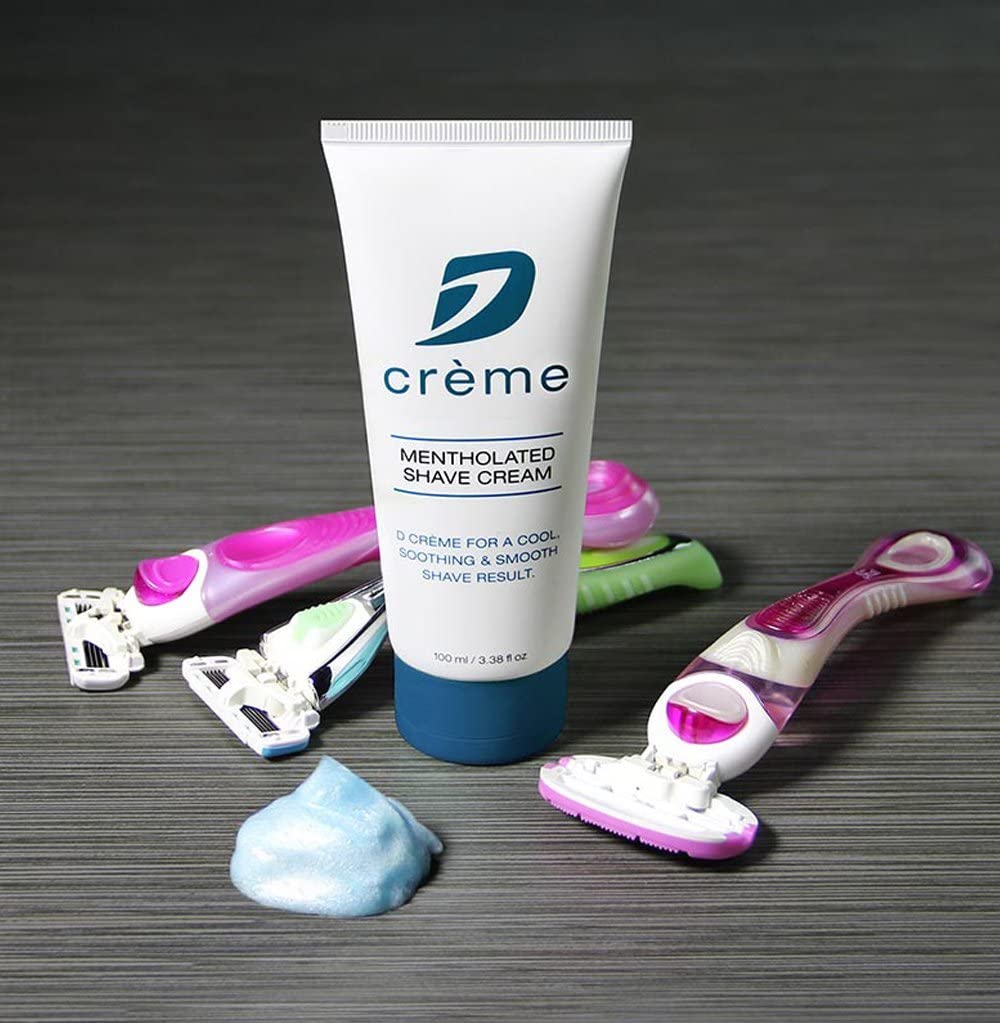 D
crème
MENTHOLATED
SHAVE CREAM
D CRÈME FOR A COOL,
SOOTHING & SMOOTH
SHAVE RESULT.
100 ml / 3.38 fl oz